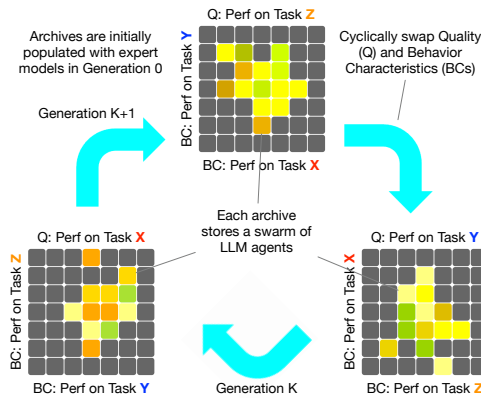 Archives are initially
populated with expert
models in Generation 0
Q: Perf on Task Z
BC: Perf on Task Y
BC: Perf on Task X
Cyclically swap Quality
(Q) and Behavior
Characteristics (BCs)
Generation K+1
Each archive
stores a swarm of
LLM agents
Q: Perf on Task X
BC: Perf on Task Z
BC: Perf on Task Y
Q: Perf on Task Y
BC: Perf on Task X
BC: Perf on Task Z
Generation K